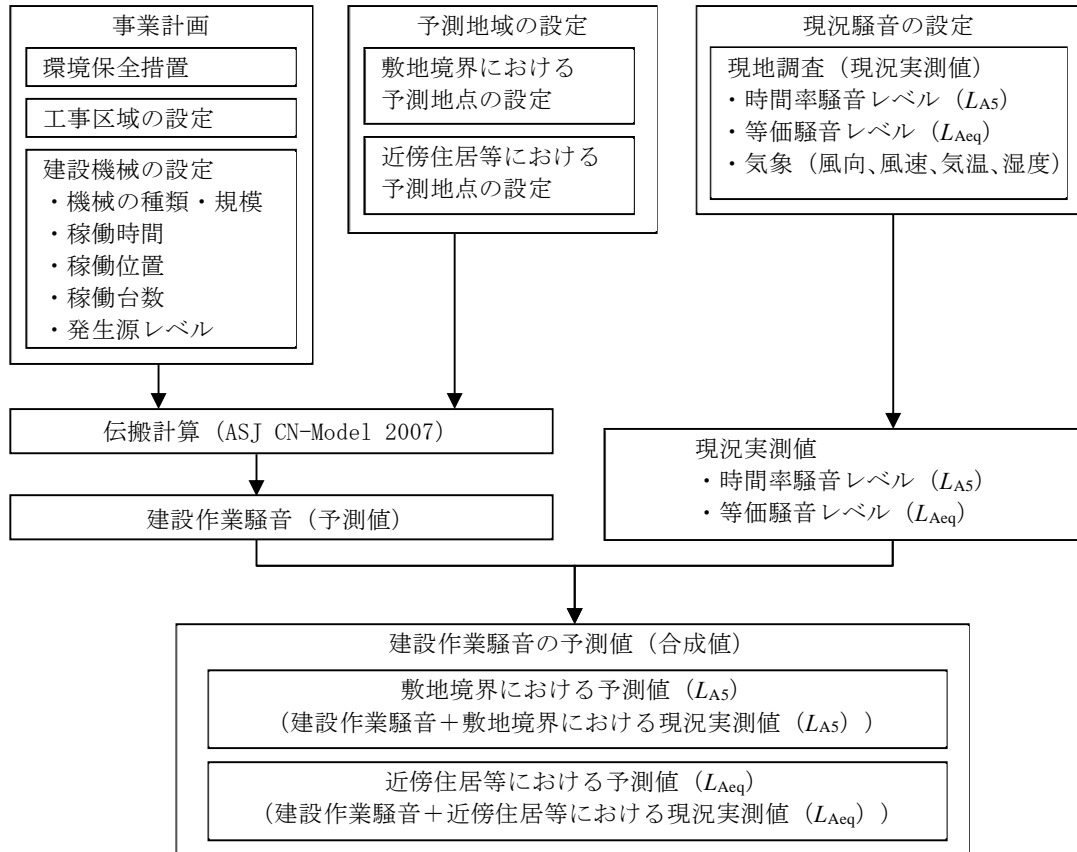 事業計画
環境保全措置
工事区域の設定
建設機械の設定
・機械の種類・規模
・稼働時間
・稼働位置
・稼働台数
・発生源レベル
予測地域の設定
敷地境界における
予測地点の設定
近傍住居等における
予測地点の設定
現況騒音の設定
現地調査（現況実測値）
・時間率騒音レベル（LA5）
・等価騒音レベル（LAeq）
・気象（風向、風速、気温、湿度）
伝搬計算（ASJ CN-Model 2007）
建設作業騒音（予測値）
現況実測値
・時間率騒音レベル（LA5）
・等価騒音レベル（LAeq）
建設作業騒音の予測値（合成値）
敷地境界における予測値（LA5）
（建設作業騒音＋敷地境界における現況実測値（LA5））
近傍住居等における予測値（LAeq）
（建設作業騒音＋近傍住居等における現況実測値（LAeq））